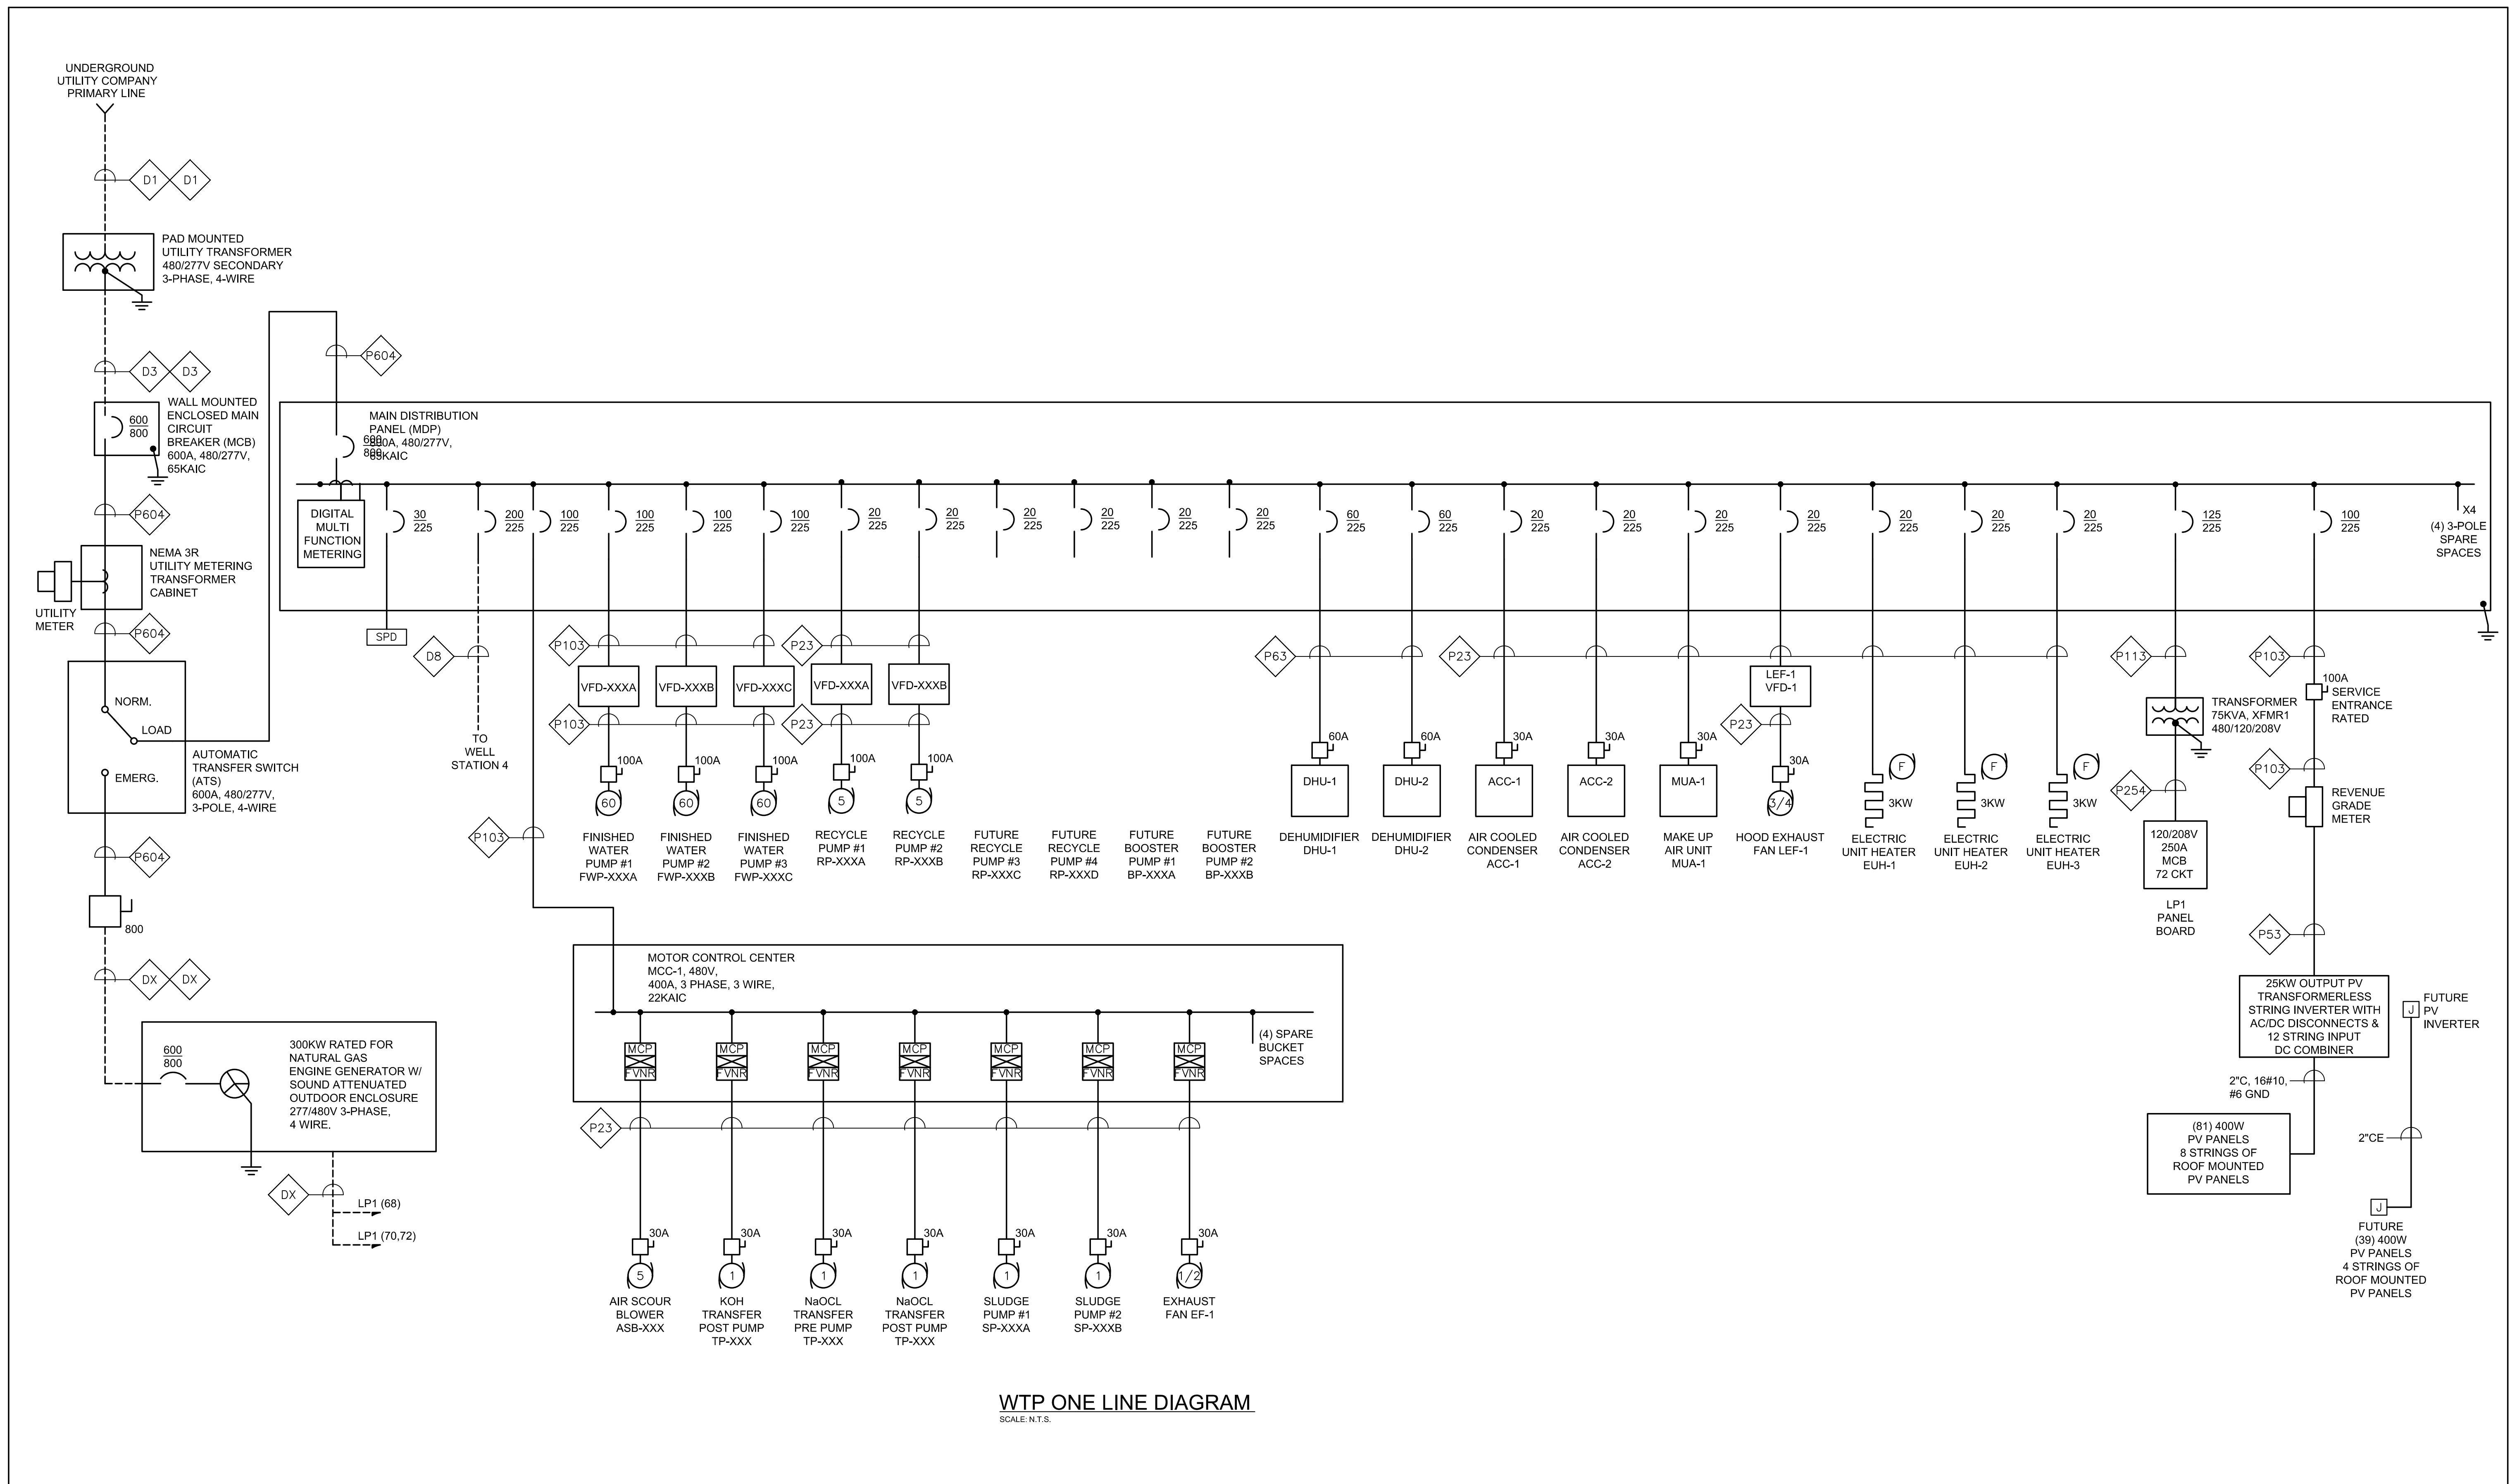 UNDERGROUND
UTILITY COMPANY
PRIMARY LINE
D1 D1
PAD MOUNTED
UTILITY TRANSFORMER
480/277V SECONDARY
3-PHASE, 4-WIRE
D3 D3
WALL MOUNTED
ENCLOSED MAIN
CIRCUIT
BREAKER (MCB)
600A, 480/277V,
65KAIC
600
800
P604
NEMA 3R
UTILITY METERING
TRANSFORMER
CABINET
UTILITY
METER
P604
NORM.
LOAD
EMERG.
AUTOMATIC
TRANSFER SWITCH
(ATS)
600A, 480/277V,
3-POLE, 4-WIRE
P604
800
DX DX
600
800
300KW RATED FOR
NATURAL GAS
ENGINE GENERATOR W/
SOUND ATTENUATED
OUTDOOR ENCLOSURE
277/480V 3-PHASE,
4 WIRE.
DX
LP1 (68)
LP1 (70,72)
P604
MAIN DISTRIBUTION
PANEL (MDP)
800A, 480/277V,
65KAIC
600
800
DIGITAL
MULTI
FUNCTION
METERING
30
225
SPD
200
225
D8
TO
WELL
STATION 4
100
225
P103
100
225
100
225
100
225
20
225
20
225
20
225
20
225
20
225
20
225
60
225
60
225
20
225
20
225
20
225
20
225
20
225
20
225
20
225
125
225
100
225
X4
(4) 3-POLE
SPARE
SPACES
P103
P23
P63
P23
P113
P103
VFD-XXXA
VFD-XXXB
VFD-XXXC
VFD-XXXA
VFD-XXXB
LEF-1
VFD-1
P103
P23
P23
100A
100A
100A
100A
100A
60A
60A
30A
30A
30A
30A
60
60
60
5
5
DHU-1
DHU-2
ACC-1
ACC-2
MUA-1
3/4
F
3KW
F
3KW
F
3KW
FINISHED
WATER
PUMP #1
FWP-XXXA
FINISHED
WATER
PUMP #2
FWP-XXXB
FINISHED
WATER
PUMP #3
FWP-XXXC
RECYCLE
PUMP #1
RP-XXXA
RECYCLE
PUMP #2
RP-XXXB
FUTURE
RECYCLE
PUMP #3
RP-XXXC
FUTURE
RECYCLE
PUMP #4
RP-XXXD
FUTURE
BOOSTER
PUMP #1
BP-XXXA
FUTURE
BOOSTER
PUMP #2
BP-XXXB
DEHUMIDIFIER
DHU-1
DEHUMIDIFIER
DHU-2
AIR COOLED
CONDENSER
ACC-1
AIR COOLED
CONDENSER
ACC-2
MAKE UP
AIR UNIT
MUA-1
HOOD EXHAUST
FAN LEF-1
ELECTRIC
UNIT HEATER
EUH-1
ELECTRIC
UNIT HEATER
EUH-2
ELECTRIC
UNIT HEATER
EUH-3
TRANSFORMER
75KVA, XFMR1
480/120/208V
P254
120/208V
250A
MCB
72 CKT
LP1
PANEL
BOARD
100A
SERVICE
ENTRANCE
RATED
P103
REVENUE
GRADE
METER
P53
25KW OUTPUT PV
TRANSFORMERLESS
STRING INVERTER WITH
AC/DC DISCONNECTS &
12 STRING INPUT
DC COMBINER
2"C, 16#10,
#6 GND
(81) 400W
PV PANELS
8 STRINGS OF
ROOF MOUNTED
PV PANELS
J
FUTURE
PV
INVERTER
2"CE
J
FUTURE
(39) 400W
PV PANELS
4 STRINGS OF
ROOF MOUNTED
PV PANELS
MOTOR CONTROL CENTER
MCC-1, 480V,
400A, 3 PHASE, 3 WIRE,
22KAIC
MCP
FVNR
MCP
FVNR
MCP
FVNR
MCP
FVNR
MCP
FVNR
MCP
FVNR
MCP
FVNR
(4) SPARE
BUCKET
SPACES
P23
30A
30A
30A
30A
30A
30A
30A
5
1
1
1
1
1
1/2
AIR SCOUR
BLOWER
ASB-XXX
KOH
TRANSFER
POST PUMP
TP-XXX
NaOCL
TRANSFER
PRE PUMP
TP-XXX
NaOCL
TRANSFER
POST PUMP
TP-XXX
SLUDGE
PUMP #1
SP-XXXA
SLUDGE
PUMP #2
SP-XXXB
EXHAUST
FAN EF-1
WTP ONE LINE DIAGRAM
SCALE: N.T.S.